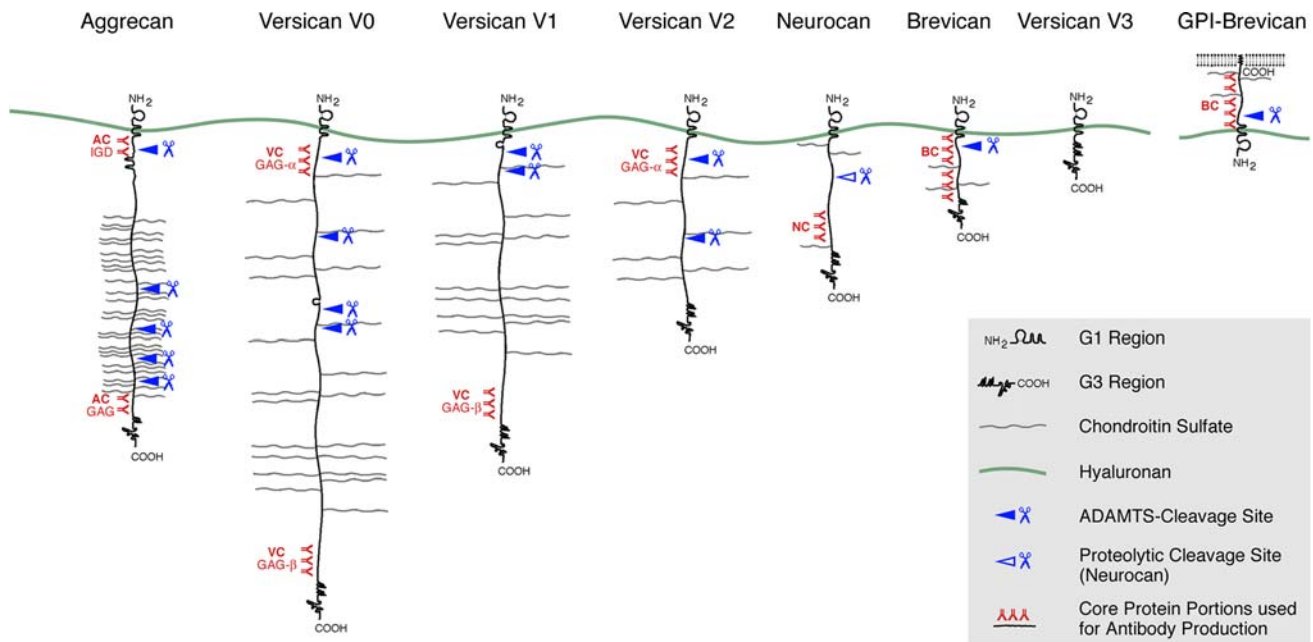 Aggrecan
Versican V0
Versican V1
Versican V2
Neurocan
Brevican
Versican V3
GPI-Brevican
NH2
AC
IGD
AC
GAG
COOH
NH2
VC
GAG-α
VC
GAG-β
COOH
NH2
VC
GAG-β
COOH
NH2
VC
GAG-α
COOH
NH2
NC
COOH
NH2
BC
COOH
NH2
COOH
COOH
BC
NH2
NH2
G1 Region
COOH
G3 Region
Chondroitin Sulfate
Hyaluronan
ADAMTS-Cleavage Site
Proteolytic Cleavage Site
(Neurocan)
Core Protein Portions used
for Antibody Production